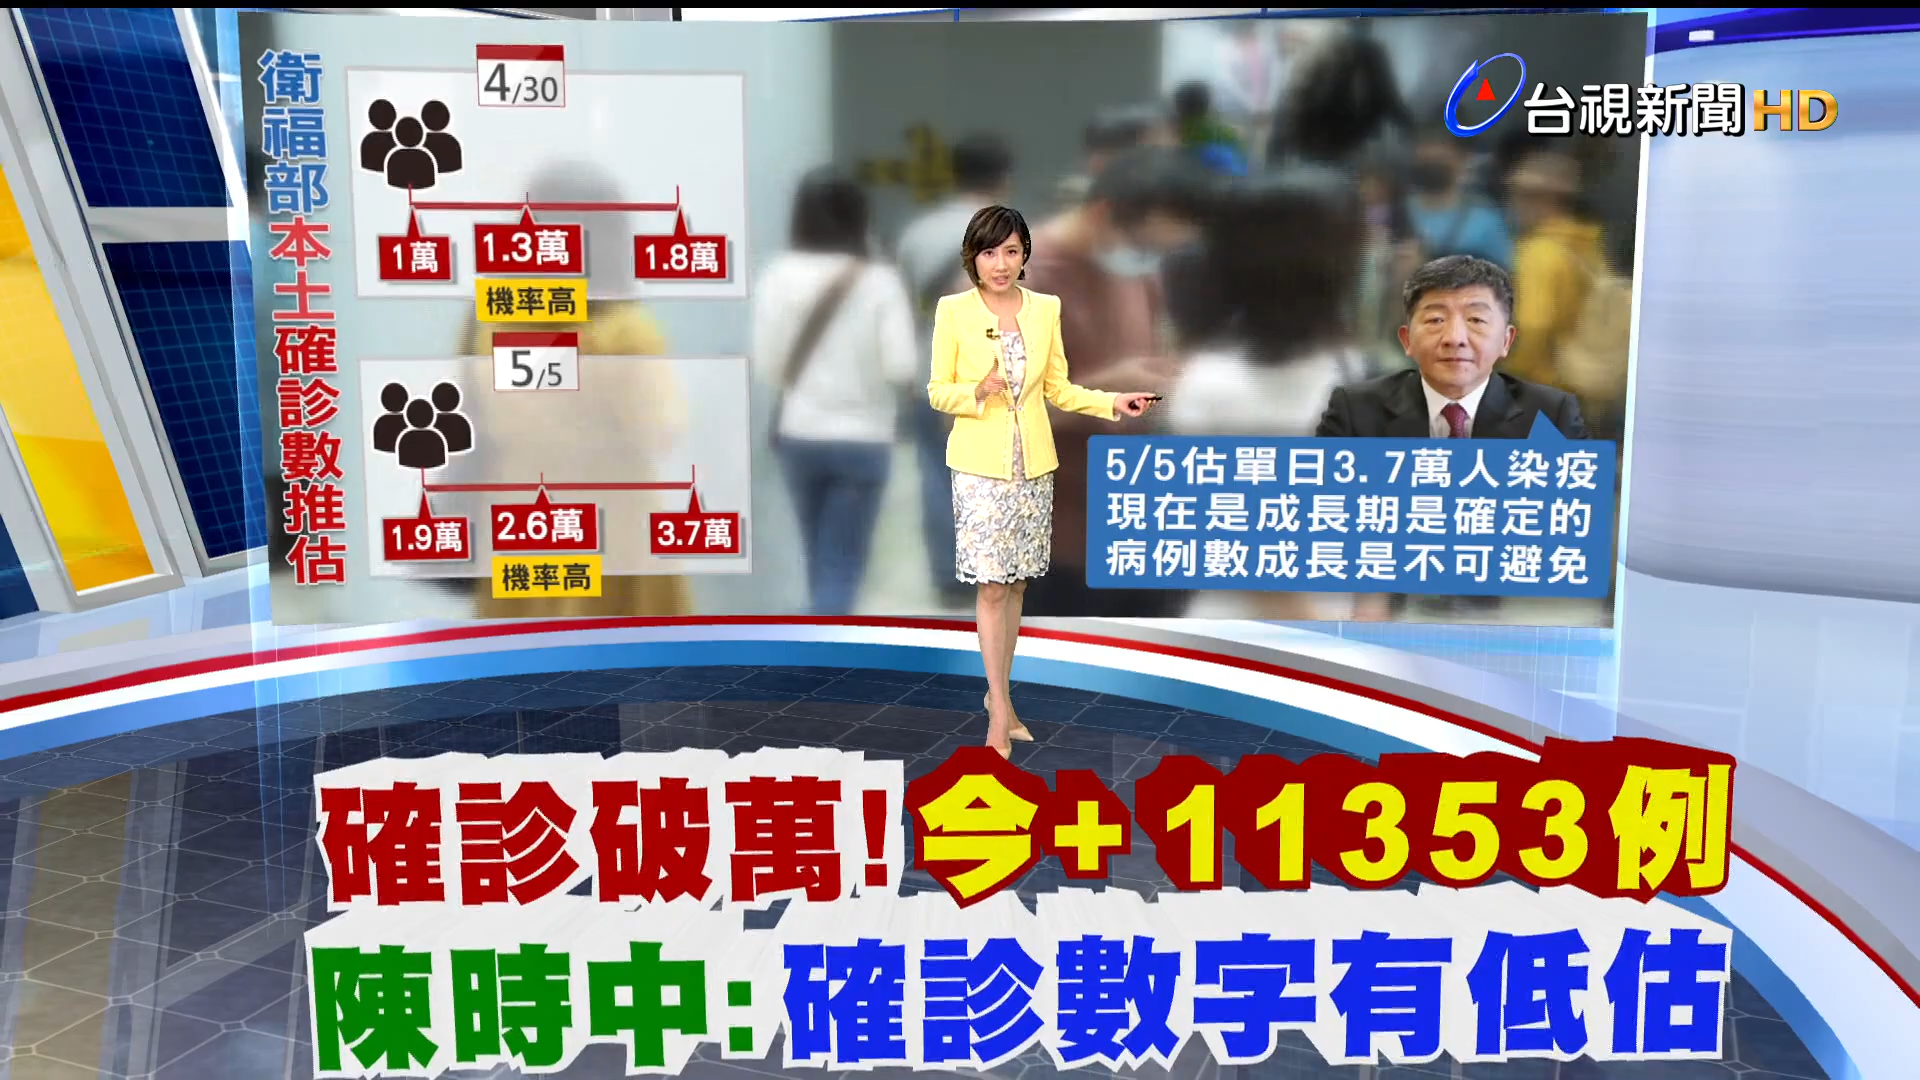 衛福部本土確診數推估
4/30
1萬
1.3萬
1.8萬
機率高
5/5
1.9萬
2.6萬
3.7萬
機率高
台視新聞HD
5/5估單日3.7萬人染疫
現在是成長期是確定的
病例數成長是不可避免
確診破萬!今+11353例
陳時中:確診數字有低估